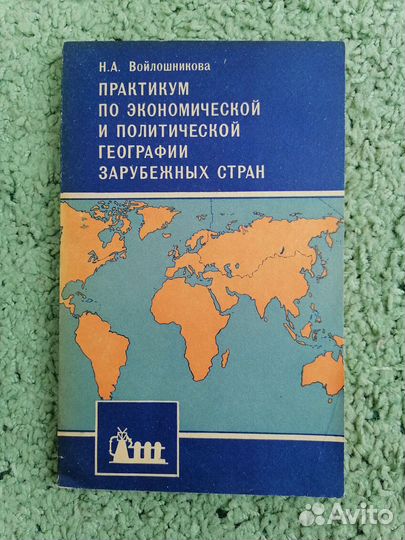 Н.А. Войлошникова
ПРАКТИКУМ
ПО ЭКОНОМИЧЕСКОЙ
И ПОЛИТИЧЕСКОЙ
ГЕОГРАФИИ
ЗАРУБЕЖНЫХ СТРАН
Avito